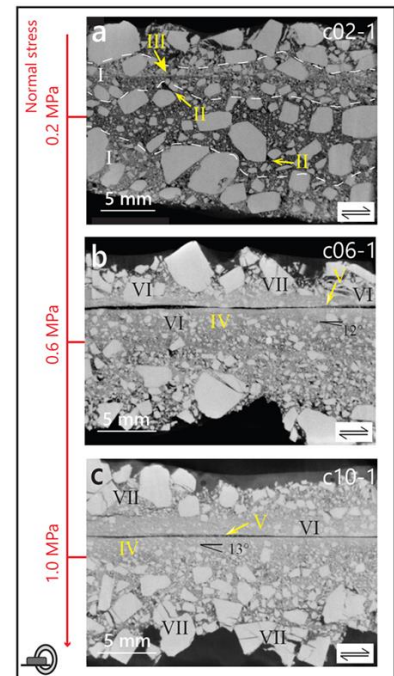 Normal stress
0.2 MPa
0.6 MPa
1.0 MPa
a
c02-1
III
I
II
I
II
5 mm
b
c06-1
VI
VII
V
VI
VI
IV
12°
5 mm
c
c10-1
VII
V
VI
IV
13°
5 mm
VII
VII